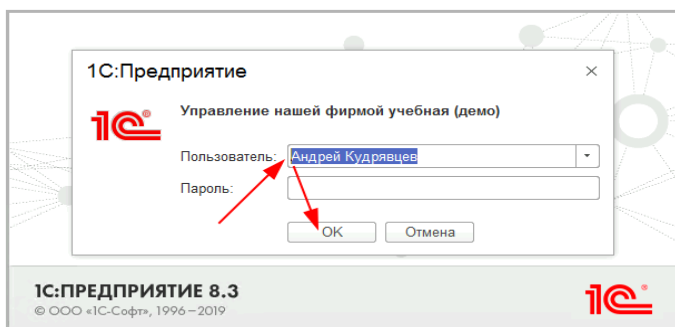 1С:Предприятие
1С®
Управление нашей фирмой учебная (демо)
Пользователь: Андрей Кудрявцев
Пароль:
OK Отмена
1С:ПРЕДПРИЯТИЕ 8.3
© ООО «1С-Софт», 1996–2019
1С®